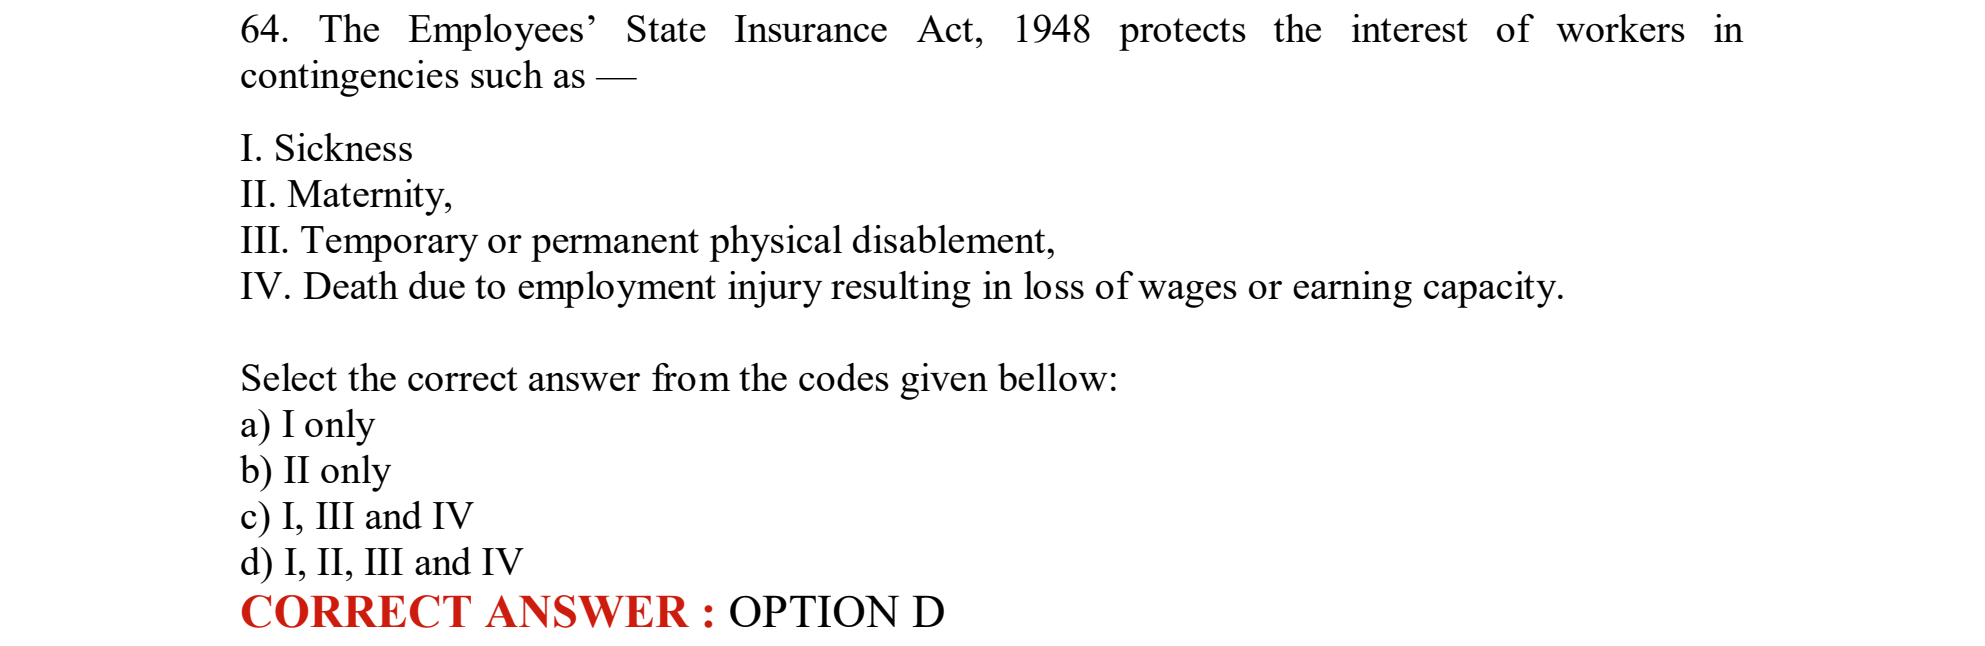 64. The Employees’ State Insurance Act, 1948 protects the interest of workers in
contingencies such as —
I. Sickness
II. Maternity,
III. Temporary or permanent physical disablement,
IV. Death due to employment injury resulting in loss of wages or earning capacity.
Select the correct answer from the codes given bellow:
a) I only
b) II only
c) I, III and IV
d) I, II, III and IV
CORRECT ANSWER : OPTION D